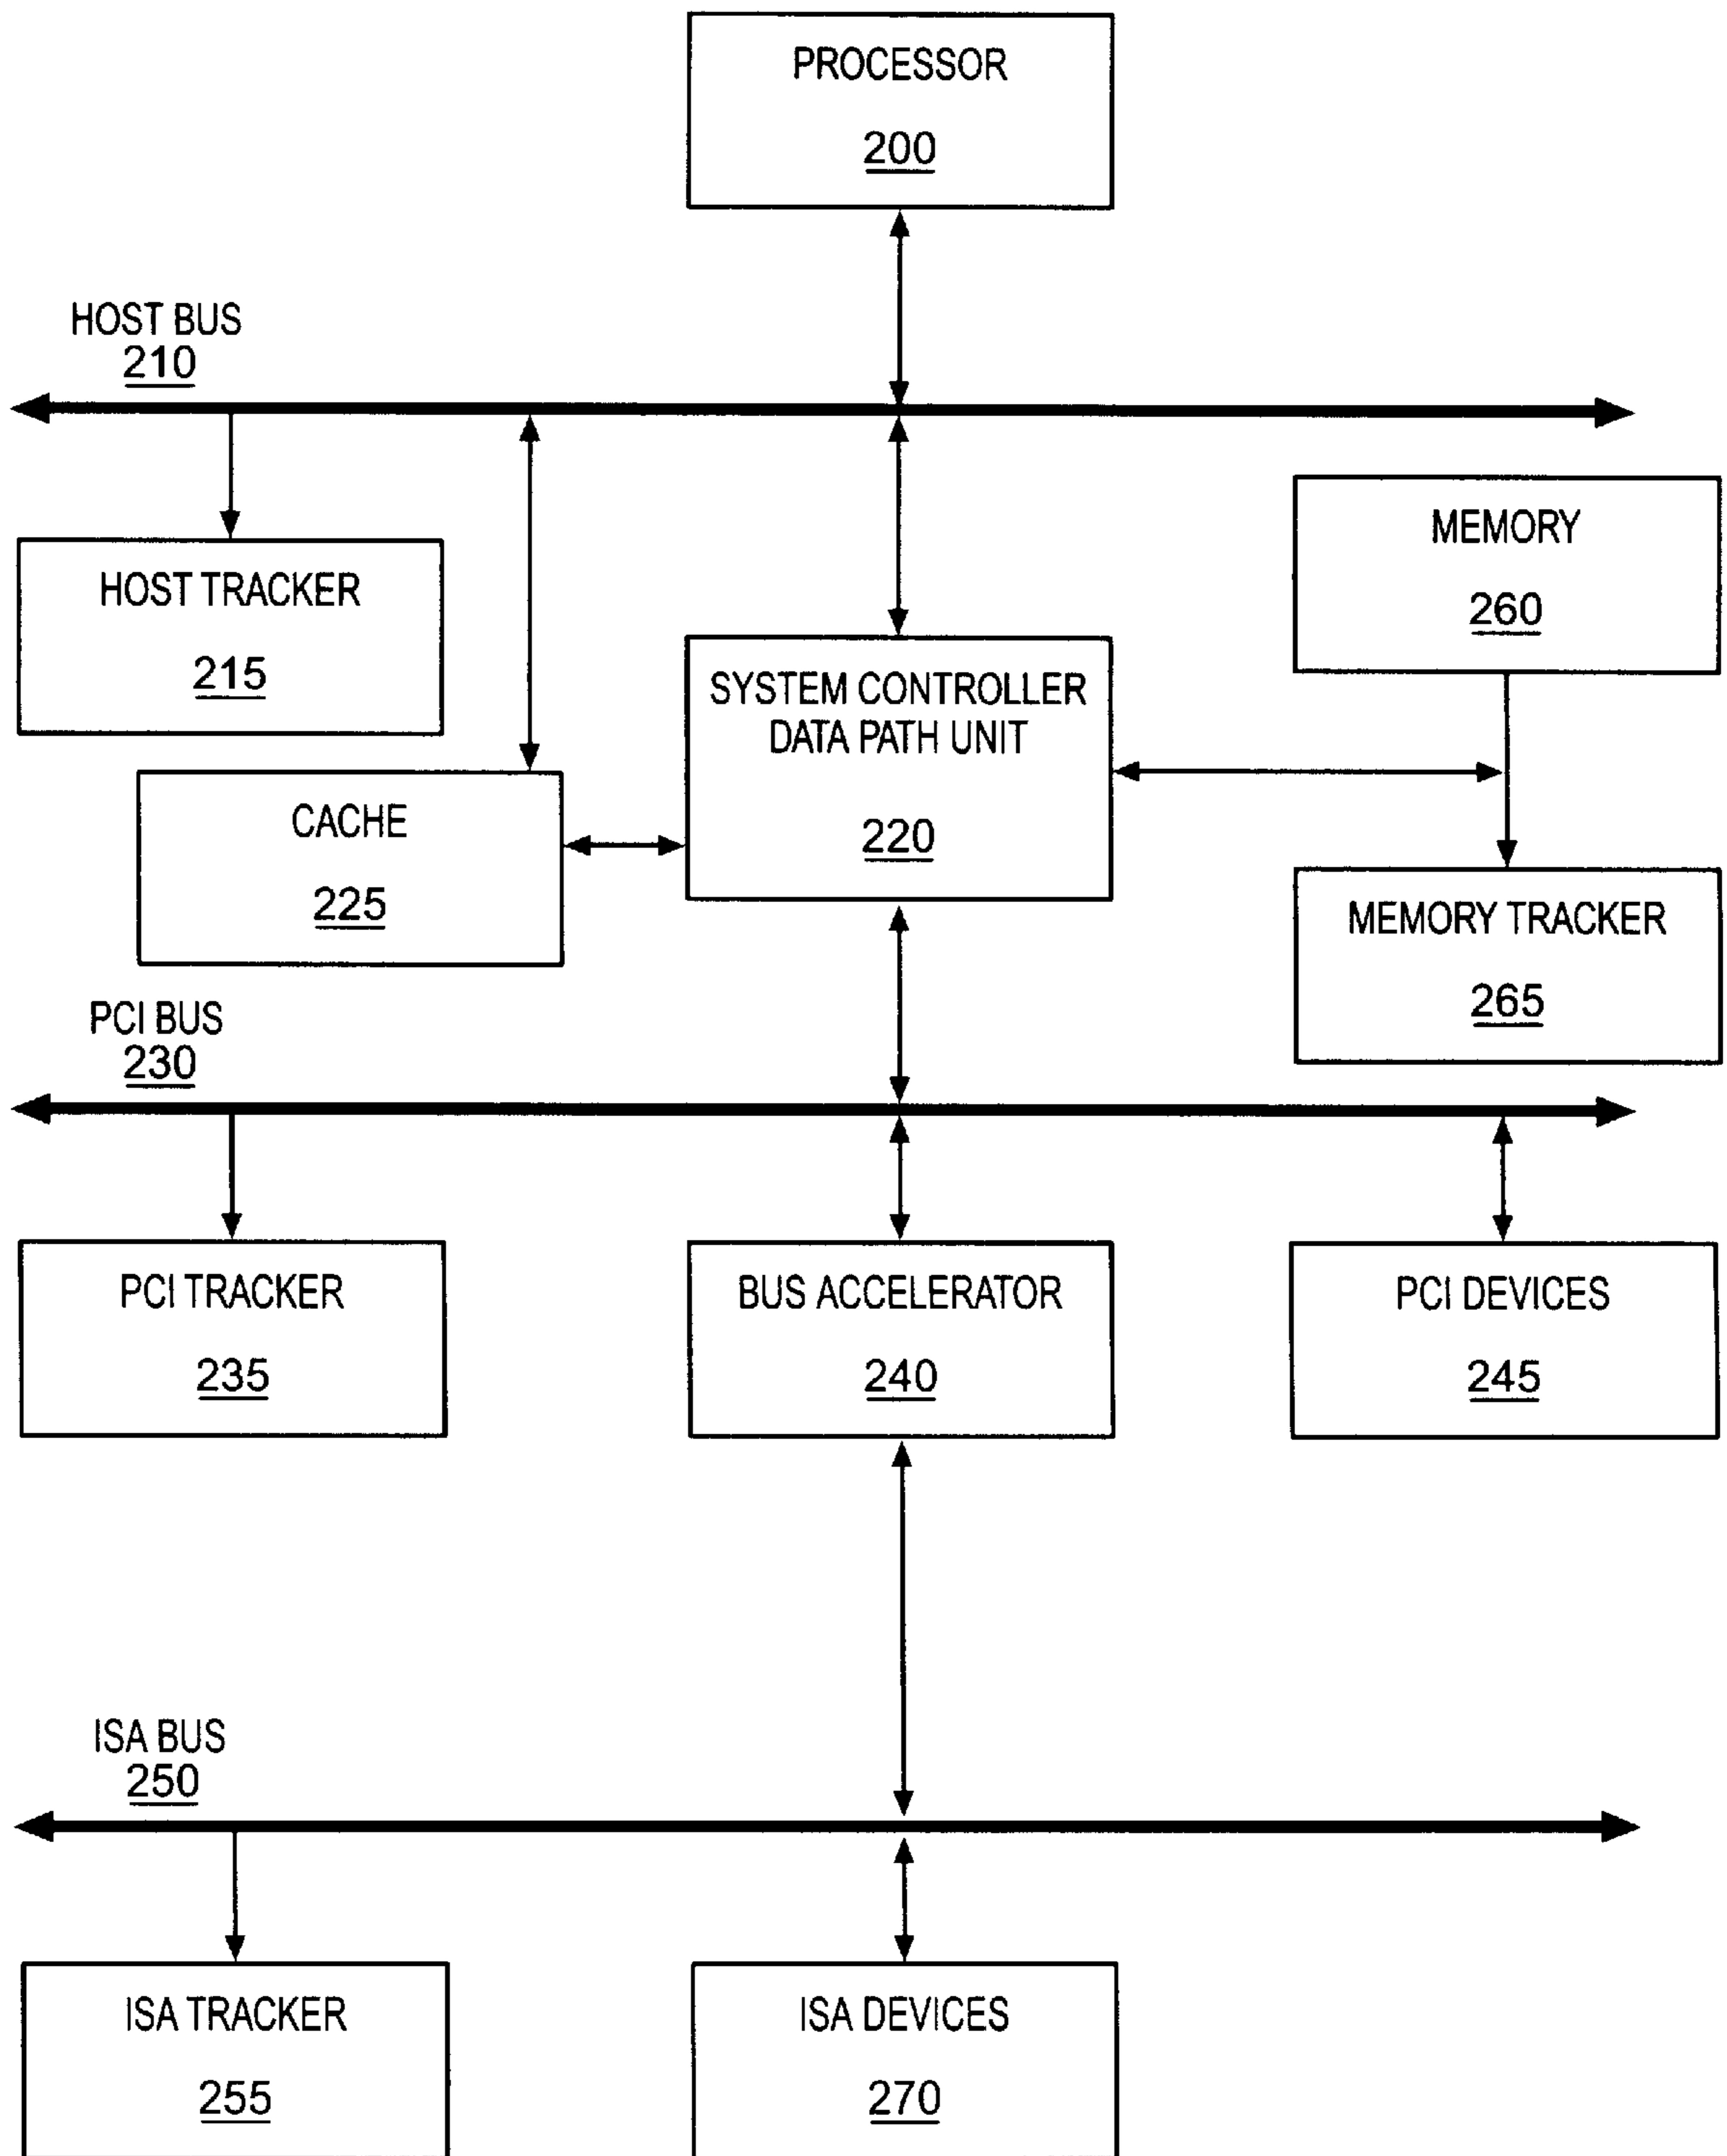 PROCESSOR
200
HOST BUS
210
HOST TRACKER
215
MEMORY
260
SYSTEM CONTROLLER
DATA PATH UNIT
220
CACHE
225
MEMORY TRACKER
265
PCI BUS
230
PCI TRACKER
235
BUS ACCELERATOR
240
PCI DEVICES
245
ISA BUS
250
ISA TRACKER
255
ISA DEVICES
270